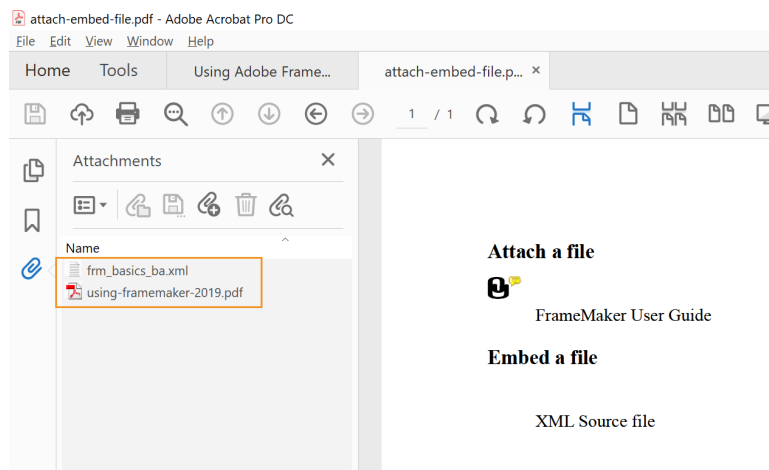 attach-embed-file.pdf - Adobe Acrobat Pro DC
File Edit View Window Help
Home Tools Using Adobe Frame... attach-embed-file.p... ×
1 / 1
Attachments
Name
frm_basics_ba.xml
using-framemaker-2019.pdf
Attach a file
FrameMaker User Guide
Embed a file
XML Source file